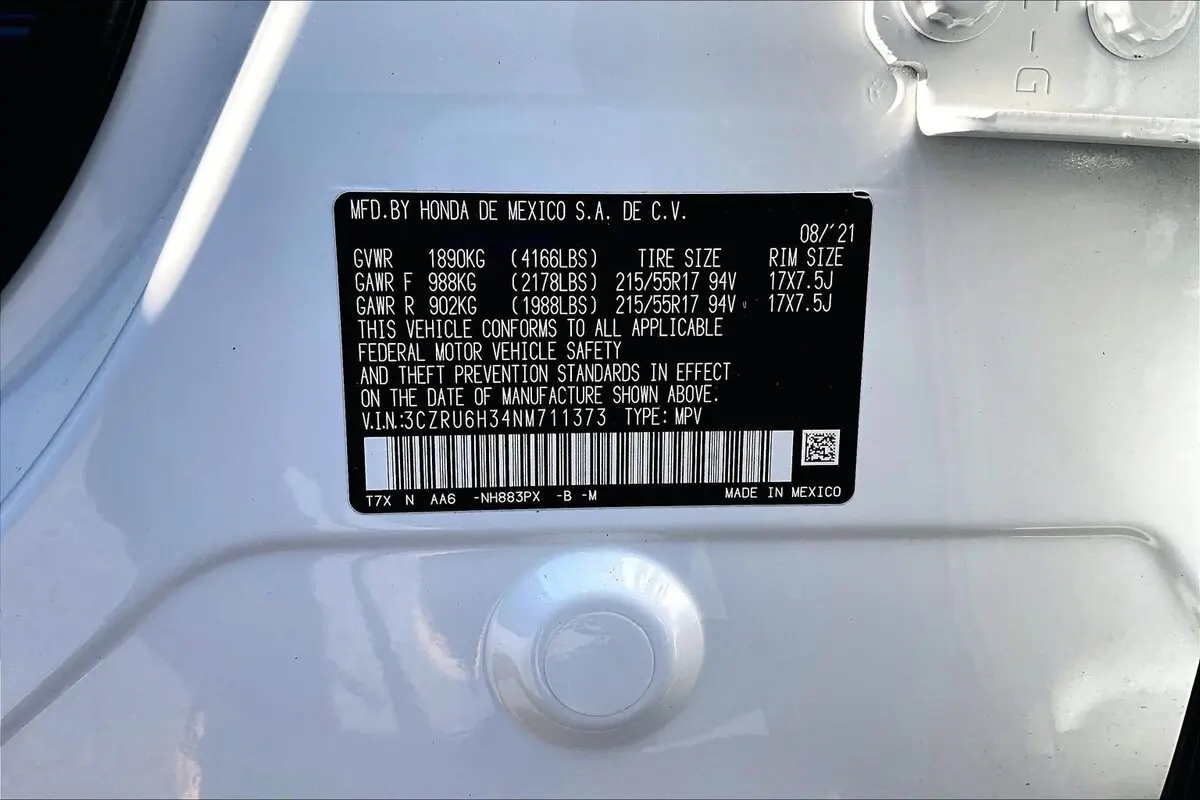 MFD.BY HONDA DE MEXICO S.A. DE C.V.
08/'21
GVWR 1890KG (4166LBS) TIRE SIZE RIM SIZE
GAWR F 988KG (2178LBS) 215/55R17 94V 17X7.5J
GAWR R 902KG (1988LBS) 215/55R17 94V 17X7.5J
THIS VEHICLE CONFORMS TO ALL APPLICABLE
FEDERAL MOTOR VEHICLE SAFETY
AND THEFT PREVENTION STANDARDS IN EFFECT
ON THE DATE OF MANUFACTURE SHOWN ABOVE.
V.I.N.:3CZRU6H34NM711373 TYPE: MPV
T7X N AA6 -NH883PX -B -M MADE IN MEXICO